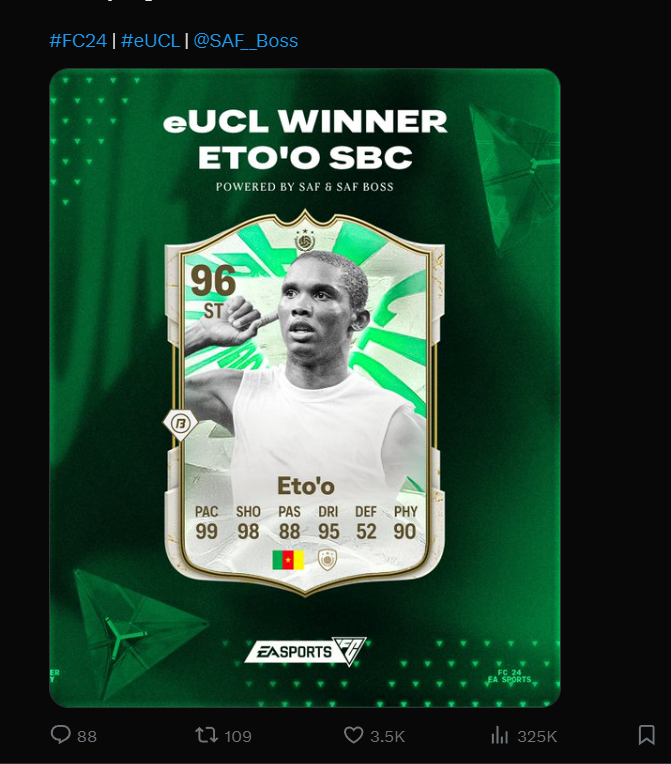 #FC24 | #eUCL | @SAF__Boss
eUCL WINNER
ETO'O SBC
POWERED BY SAF & SAF BOSS
96
ST
Eto'o
PAC SHO PAS DRI DEF PHY
99 98 88 95 52 90
EA SPORTS FC
FC 24
EA SPORTS
88 109 3.5K 325K